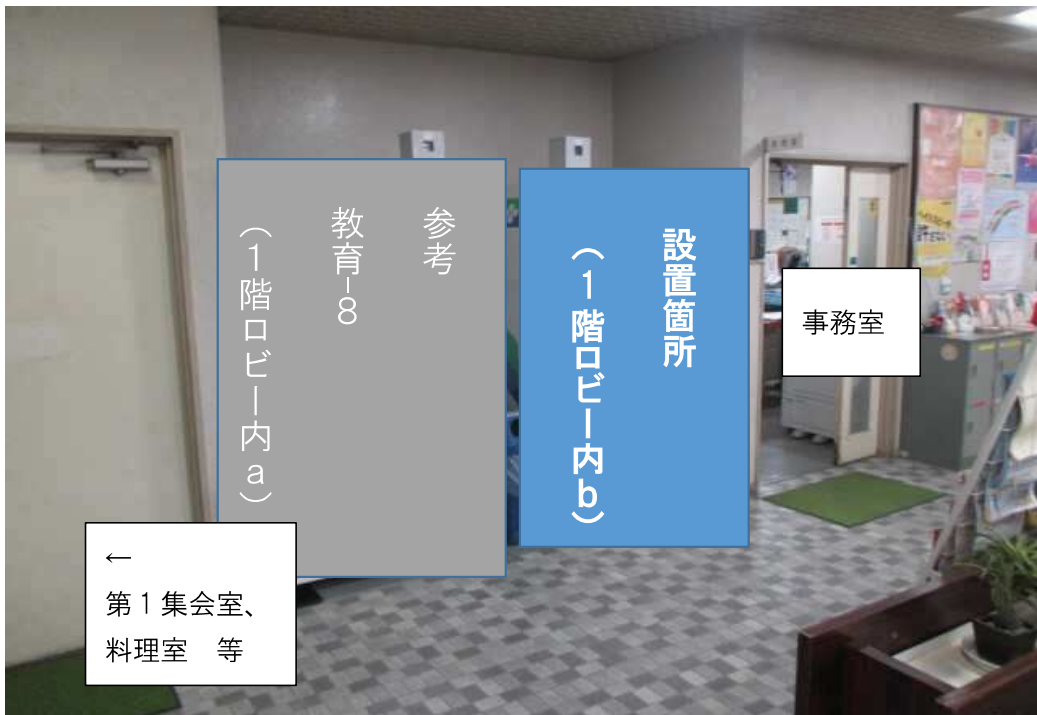 設置箇所
（１階ロビー内ｂ）
参考
教育-8
（１階ロビー内ａ）
事務室
←
第１集会室、
料理室　等